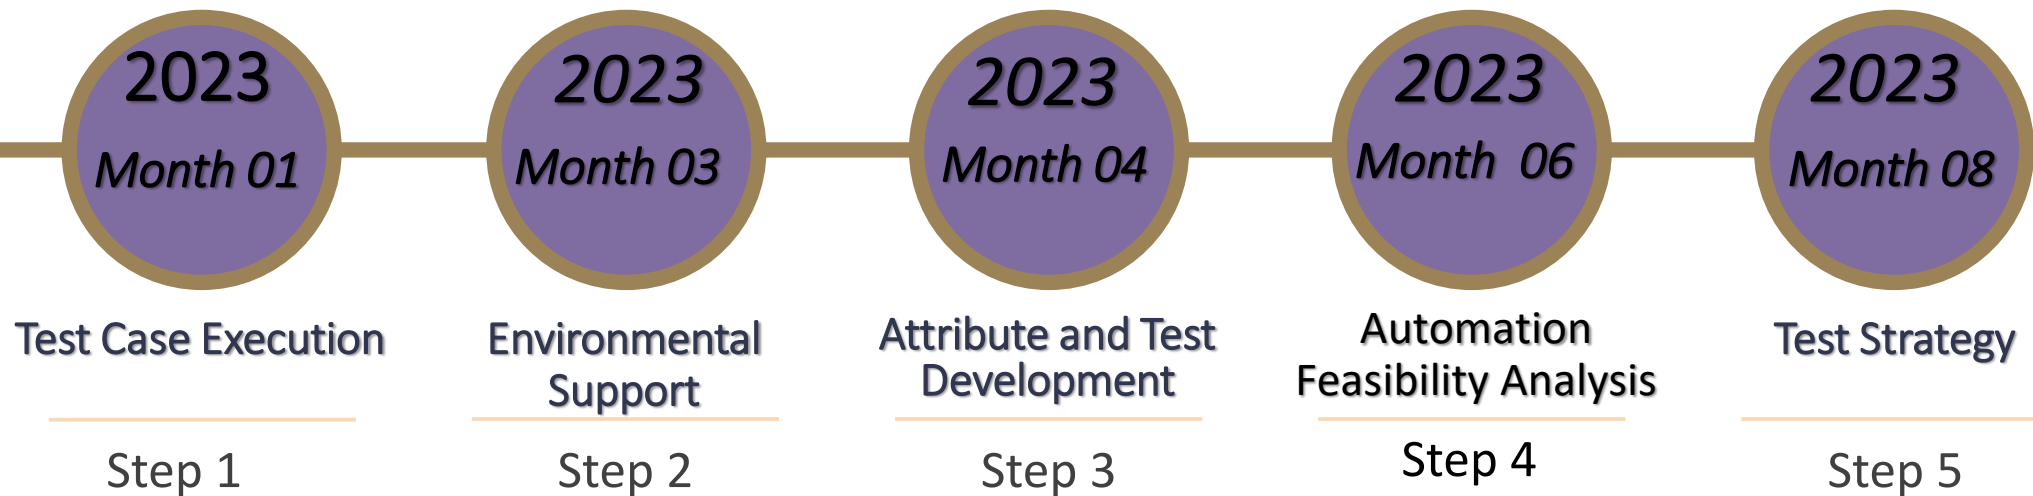 2023
Month 01
Test Case Execution
Step 1
2023
Month 03
Environmental
Support
Step 2
2023
Month 04
Attribute and Test
Development
Step 3
2023
Month  06
Automation
Feasibility Analysis
Step 4
2023
Month 08
Test Strategy
Step 5